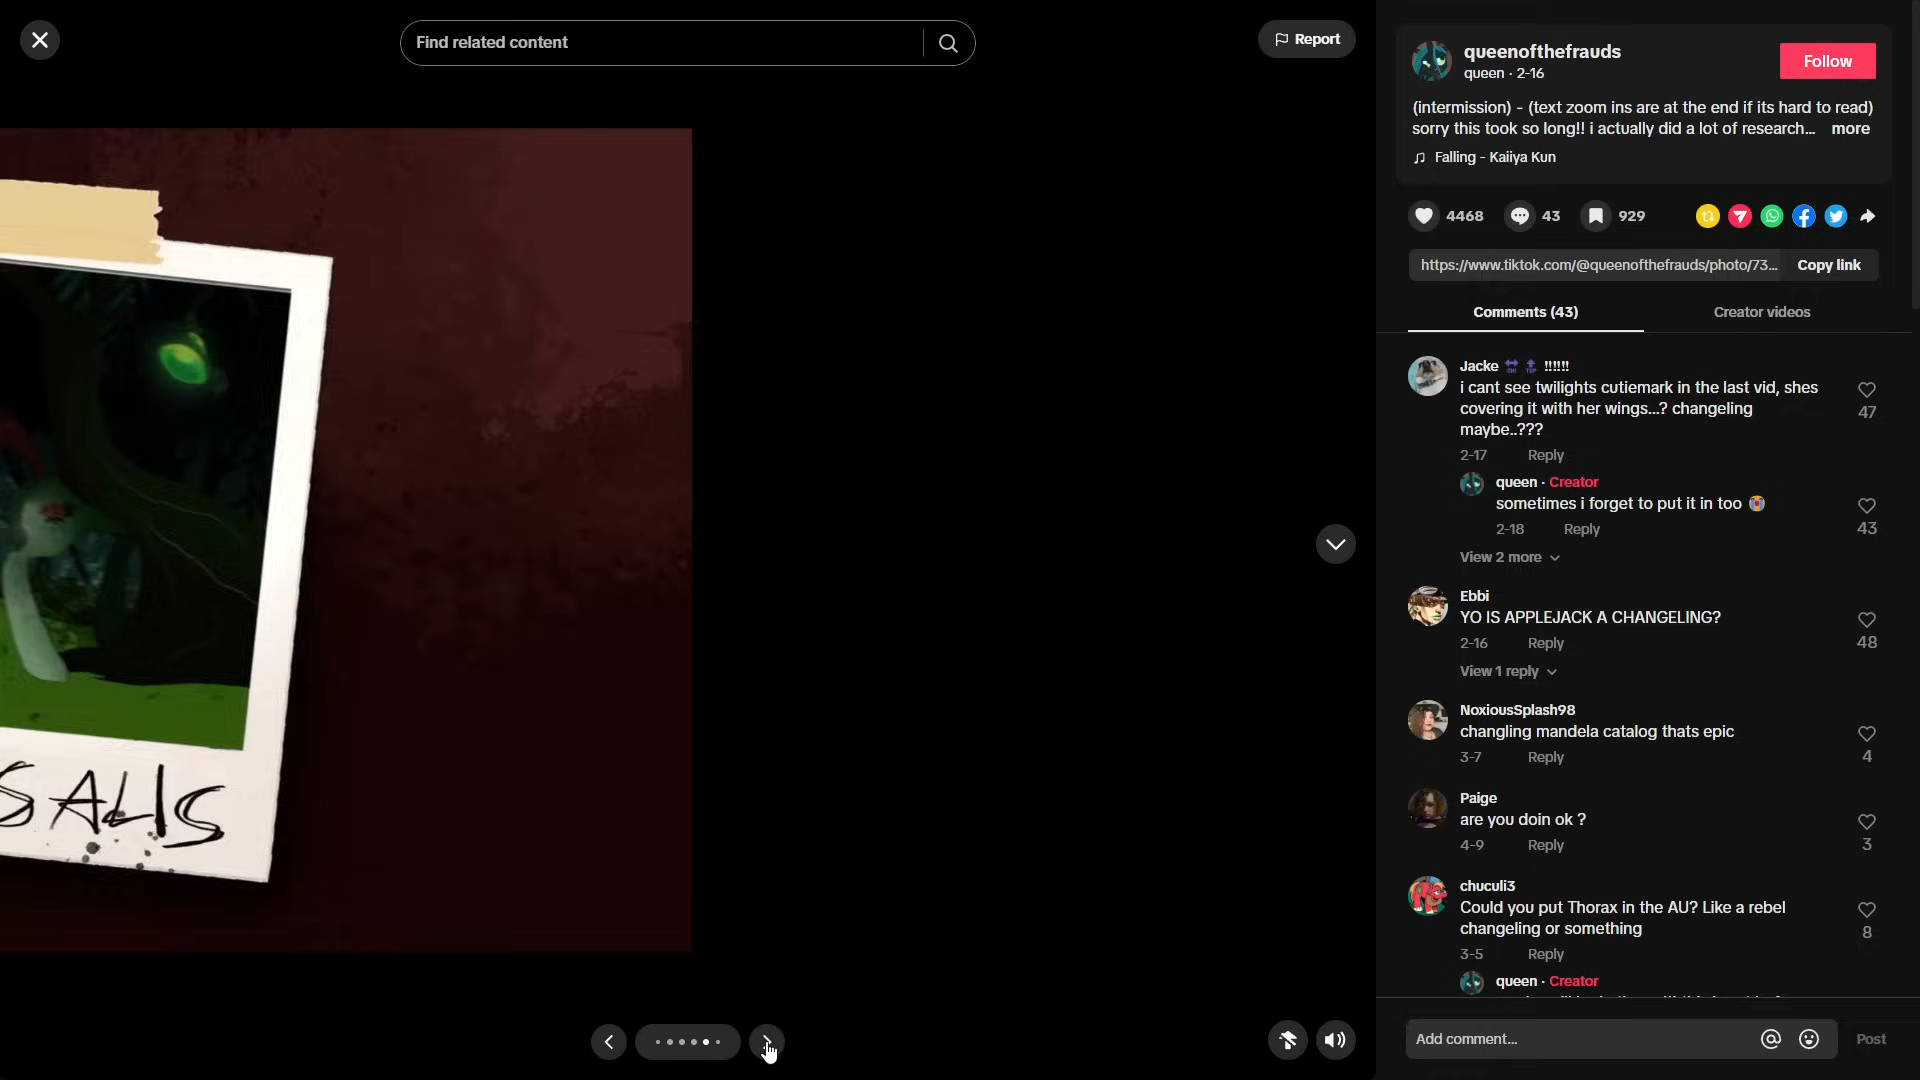 Find related content
Report
SALIS
queenofthefrauds
queen · 2-16
Follow
(intermission) - (text zoom ins are at the end if its hard to read)
sorry this took so long!! i actually did a lot of research... more
♫ Falling - Kaiiya Kun
4468
43
929
https://www.tiktok.com/@queenofthefrauds/photo/73...
Copy link
Comments (43)
Creator videos
Jacke !!!!!!
i cant see twilights cutiemark in the last vid, shes
covering it with her wings...? changeling
maybe..???
47
2-17 Reply
queen · Creator
sometimes i forget to put it in too 😭
43
2-18 Reply
View 2 more
Ebbi
YO IS APPLEJACK A CHANGELING?
48
2-16 Reply
View 1 reply
NoxiousSplash98
changling mandela catalog thats epic
4
3-7 Reply
Paige
are you doin ok ?
3
4-9 Reply
chuculi3
Could you put Thorax in the AU? Like a rebel
changeling or something
8
3-5 Reply
queen · Creator
Add comment...
Post